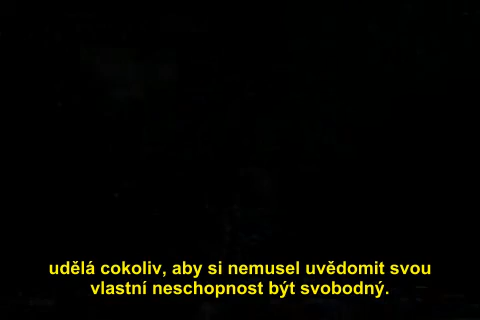 udělá cokoliv, aby si nemusel uvědomit svou
vlastní neschopnost být svobodný.